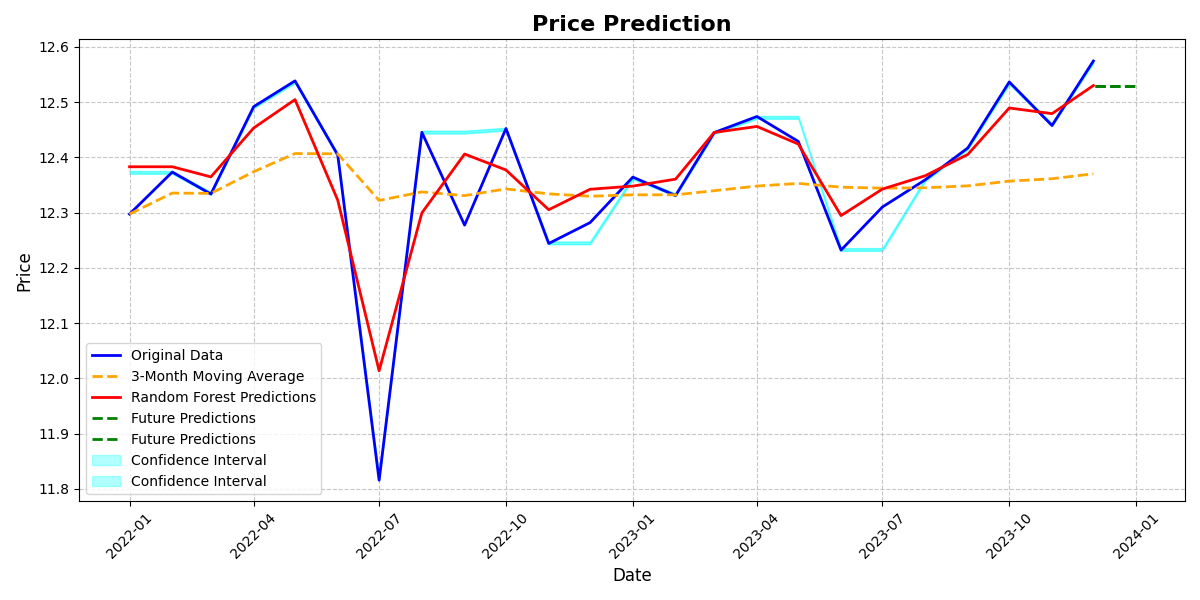 Price Prediction
12.6
12.5
12.4
12.3
12.2
12.1
12.0
11.9
11.8
Price
Original Data
3-Month Moving Average
Random Forest Predictions
Future Predictions
Future Predictions
Confidence Interval
Confidence Interval
2022-01
2022-04
2022-07
2022-10
2023-01
2023-04
2023-07
2023-10
2024-01
Date